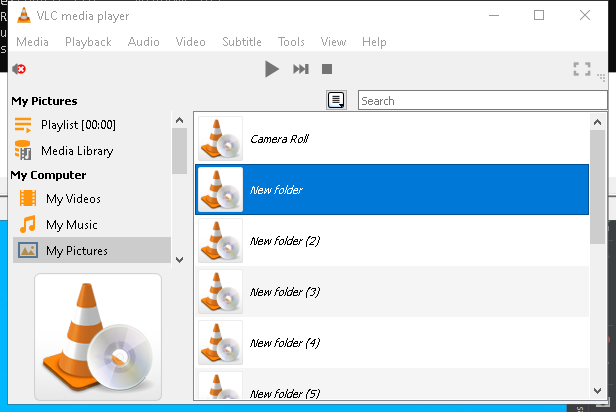 VLC media player
Media Playback Audio Video Subtitle Tools View Help
My Pictures
Search
Playlist [00:00]
Media Library
My Computer
My Videos
My Music
My Pictures
Camera Roll
New folder
New folder (2)
New folder (3)
New folder (4)
New folder (5)